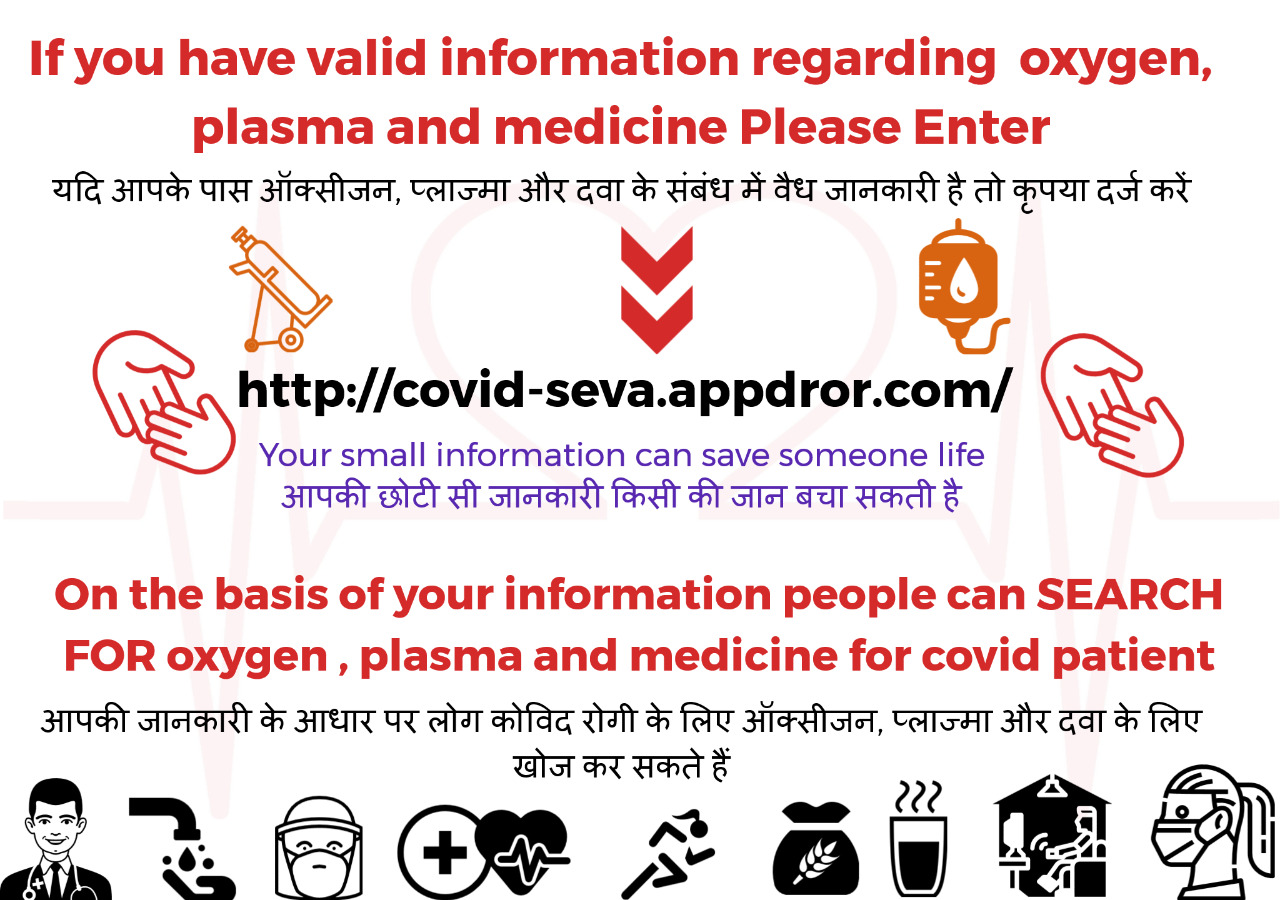 If you have valid information regarding oxygen,
plasma and medicine Please Enter
यदि आपके पास ऑक्सीजन, प्लाज्मा और दवा के संबंध में वैध जानकारी है तो कृपया दर्ज करें
http://covid-seva.appdror.com/
Your small information can save someone life
आपकी छोटी सी जानकारी किसी की जान बचा सकती है
On the basis of your information people can SEARCH
FOR oxygen , plasma and medicine for covid patient
आपकी जानकारी के आधार पर लोग कोविद रोगी के लिए ऑक्सीजन, प्लाज्मा और दवा के लिए
खोज कर सकते हैं